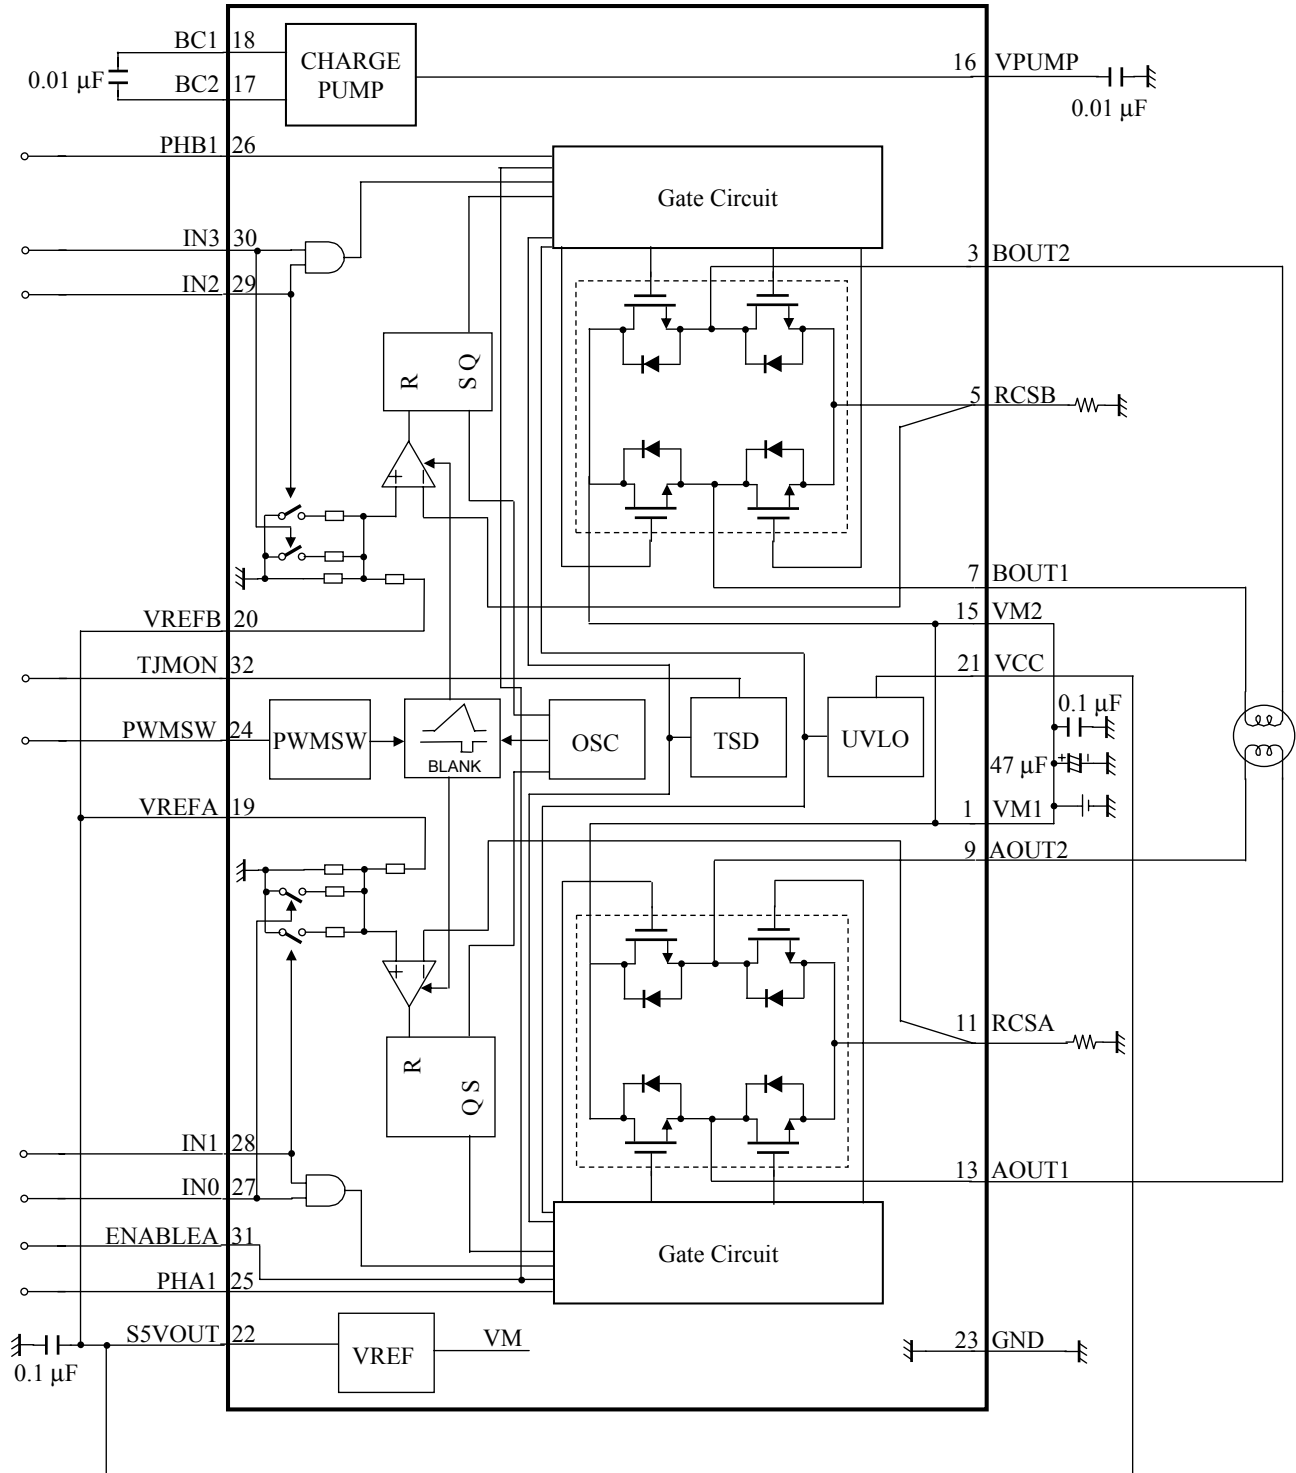 BC1 18
CHARGE
PUMP
0.01 µF
BC2 17
16 VPUMP
0.01 µF
PHB1 26
Gate Circuit
IN3 30
IN2 29
3 BOUT2
R
S Q
5 RCSB
+ −
7 BOUT1
VREFB 20
15 VM2
TJMON 32
21 VCC
0.1 µF
PWMSW 24
PWMSW
BLANK
OSC
TSD
UVLO
47 µF + -
VREFA 19
1 VM1
9 AOUT2
+ −
11 RCSA
R
Q S
IN1 28
IN0 27
13 AOUT1
ENABLEA 31
Gate Circuit
PHA1 25
S5VOUT 22
VREF
VM
23 GND
0.1 µF